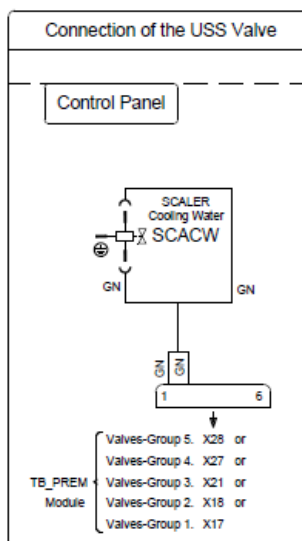 Connection of the USS Valve
Control Panel
SCALER
Cooling Water
SCACW
GN
GN
GN
GN
1
6
Valves-Group 5. X28 or
Valves-Group 4. X27 or
TB_PREM
Valves-Group 3. X21 or
Module
Valves-Group 2. X18 or
Valves-Group 1. X17